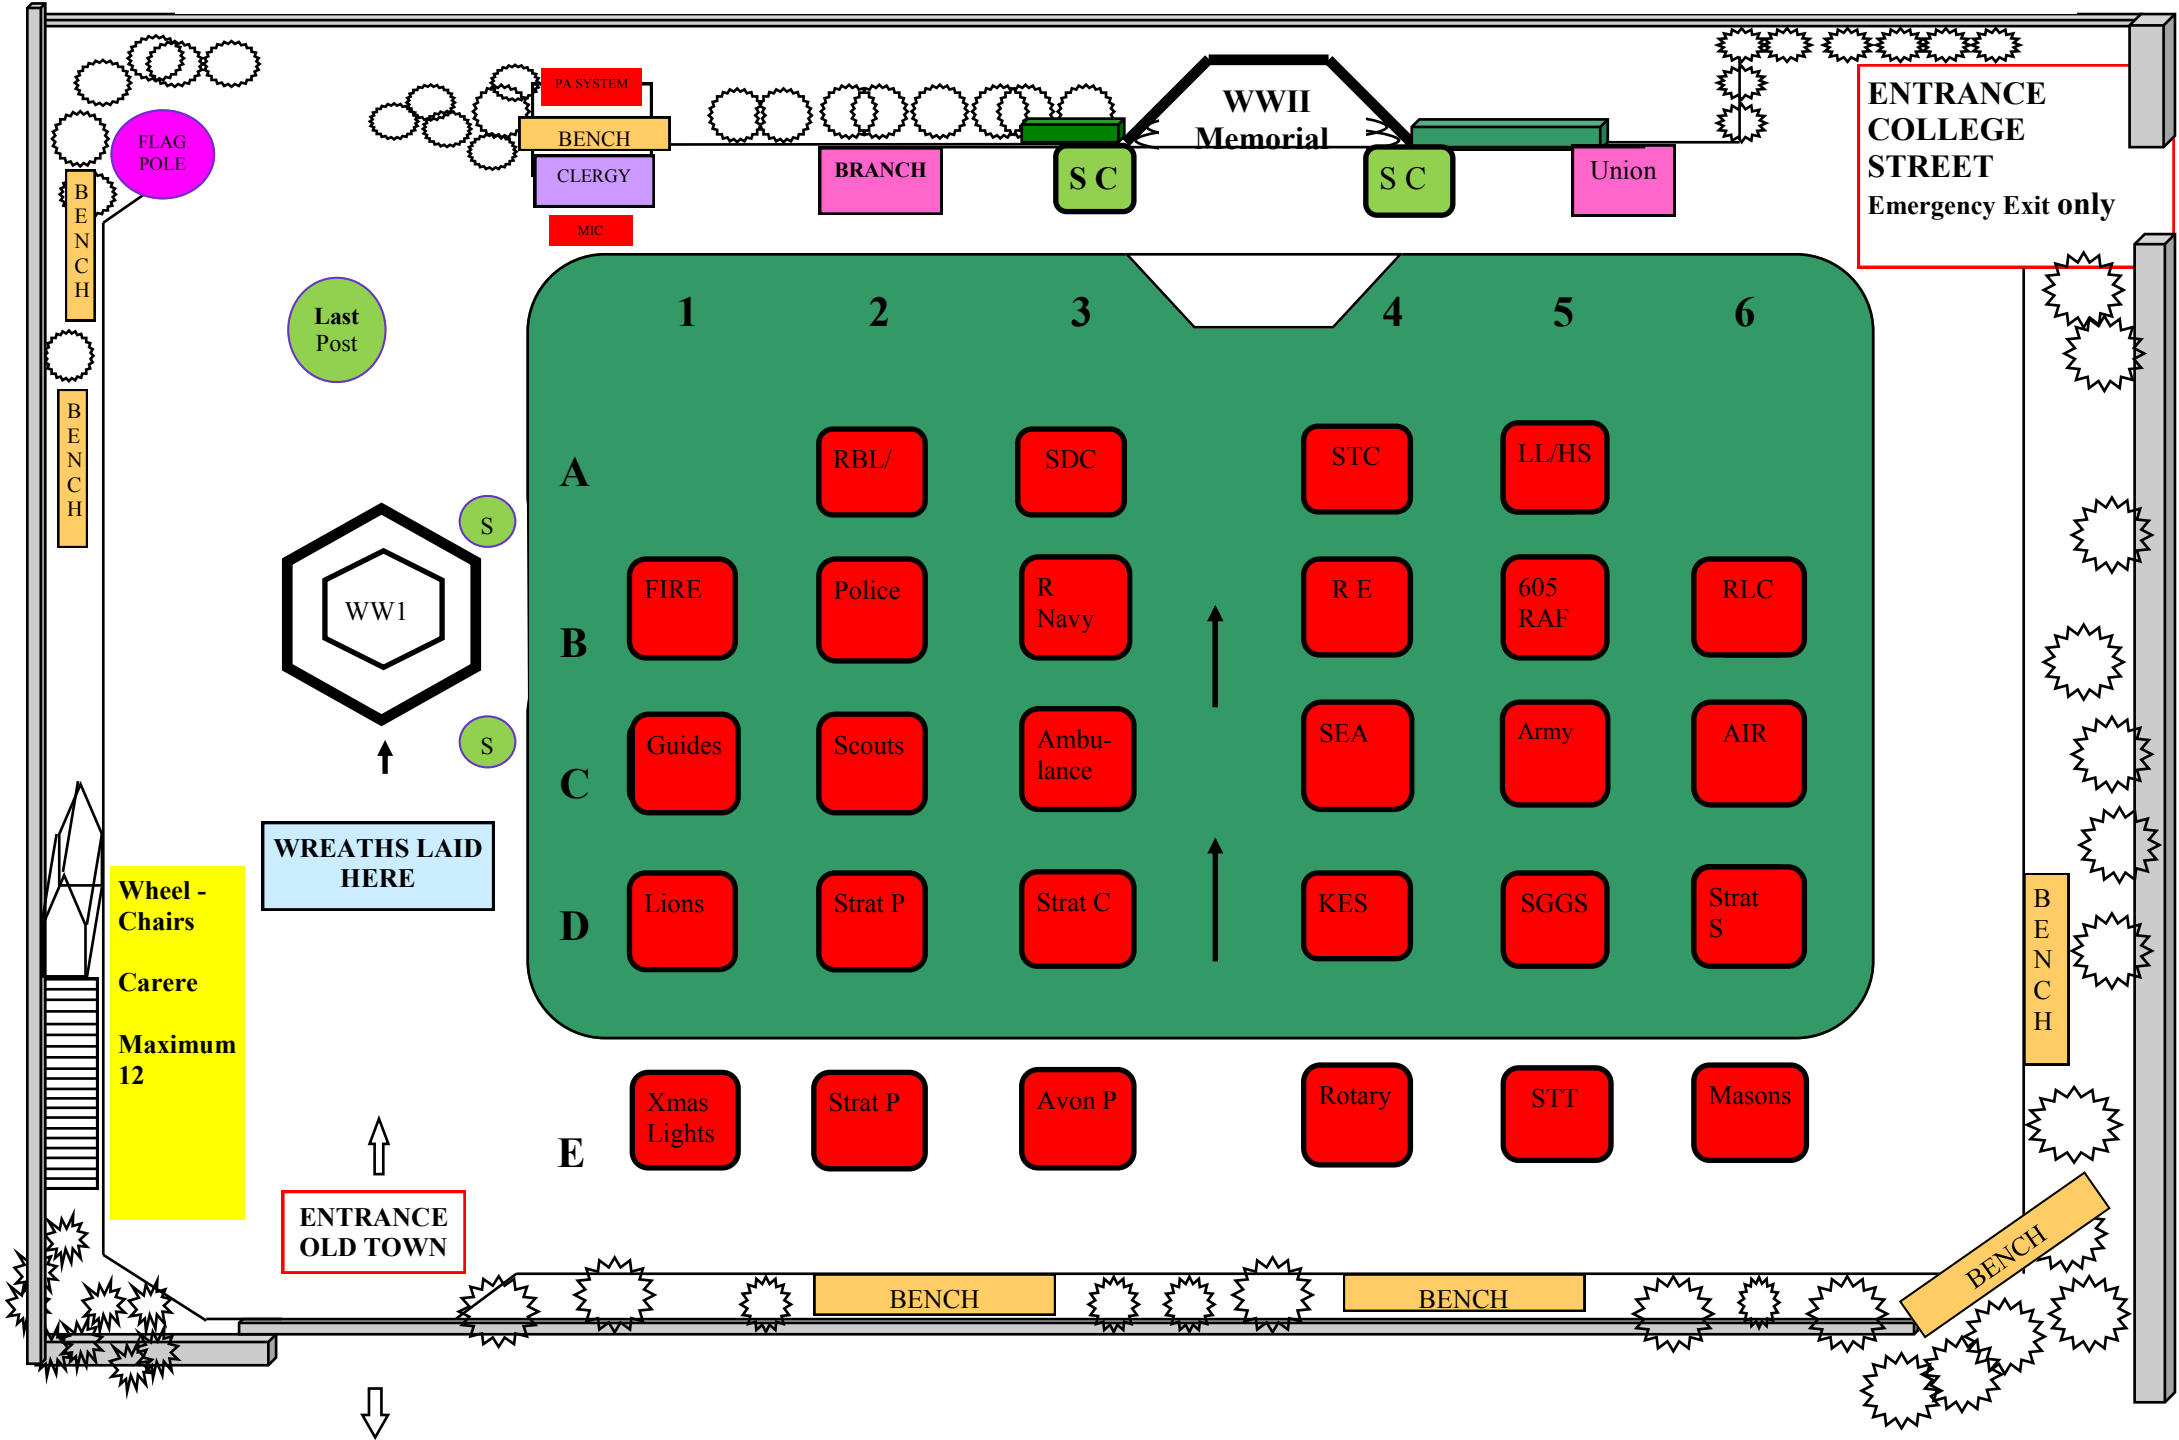 PA SYSTEM
BENCH
CLERGY
MIC
FLAG
POLE
B
E
N
C
H
BRANCH
S C
WWII
Memorial
S C
Union
ENTRANCE
COLLEGE
STREET
Emergency Exit only
Last
Post
B
E
N
C
H
1
2
3
4
5
6
A
RBL/
SDC
STC
LL/HS
S
WW1
S
B
FIRE
Police
R
Navy
R E
605
RAF
RLC
C
Guides
Scouts
Ambu-
lance
SEA
Army
AIR
WREATHS LAID
HERE
Wheel -
Chairs
Carere
Maximum
12
D
Lions
Strat P
Strat C
KES
SGGS
Strat
S
B
E
N
C
H
E
Xmas
Lights
Strat P
Avon P
Rotary
STT
Masons
ENTRANCE
OLD TOWN
BENCH
BENCH
BENCH